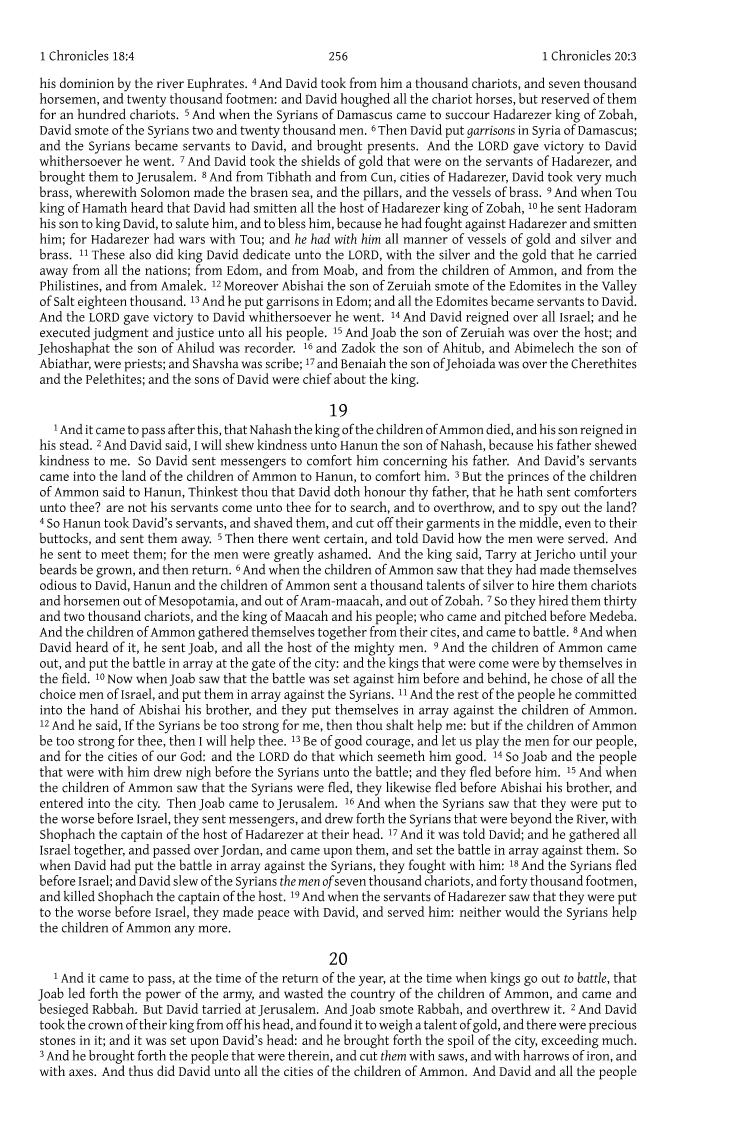 1 Chronicles 18:4 256 1 Chronicles 20:3
his dominion by the river Euphrates. 4 And David took from him a thousand chariots, and seven thousand
horsemen, and twenty thousand footmen: and David houghed all the chariot horses, but reserved of them
for an hundred chariots. 5 And when the Syrians of Damascus came to succour Hadarezer king of Zobah,
David smote of the Syrians two and twenty thousand men. 6 Then David put garrisons in Syria of Damascus;
and the Syrians became servants to David, and brought presents. And the LORD gave victory to David
whithersoever he went. 7 And David took the shields of gold that were on the servants of Hadarezer, and
brought them to Jerusalem. 8 And from Tibhath and from Cun, cities of Hadarezer, David took very much
brass, wherewith Solomon made the brasen sea, and the pillars, and the vessels of brass. 9 And when Tou
king of Hamath heard that David had smitten all the host of Hadarezer king of Zobah, 10 he sent Hadoram
his son to king David, to salute him, and to bless him, because he had fought against Hadarezer and smitten
him; for Hadarezer had wars with Tou; and he had with him all manner of vessels of gold and silver and
brass. 11 These also did king David dedicate unto the LORD, with the silver and the gold that he carried
away from all the nations; from Edom, and from Moab, and from the children of Ammon, and from the
Philistines, and from Amalek. 12 Moreover Abishai the son of Zeruiah smote of the Edomites in the Valley
of Salt eighteen thousand. 13 And he put garrisons in Edom; and all the Edomites became servants to David.
And the LORD gave victory to David whithersoever he went. 14 And David reigned over all Israel; and he
executed judgment and justice unto all his people. 15 And Joab the son of Zeruiah was over the host; and
Jehoshaphat the son of Ahilud was recorder. 16 and Zadok the son of Ahitub, and Abimelech the son of
Abiathar, were priests; and Shavsha was scribe; 17 and Benaiah the son of Jehoiada was over the Cherethites
and the Pelethites; and the sons of David were chief about the king.
19
1 And it came to pass after this, that Nahash the king of the children of Ammon died, and his son reigned in
his stead. 2 And David said, I will shew kindness unto Hanun the son of Nahash, because his father shewed
kindness to me. So David sent messengers to comfort him concerning his father. And David's servants
came into the land of the children of Ammon to Hanun, to comfort him. 3 But the princes of the children
of Ammon said to Hanun, Thinkest thou that David doth honour thy father, that he hath sent comforters
unto thee? are not his servants come unto thee for to search, and to overthrow, and to spy out the land?
4 So Hanun took David's servants, and shaved them, and cut off their garments in the middle, even to their
buttocks, and sent them away. 5 Then there went certain, and told David how the men were served. And
he sent to meet them; for the men were greatly ashamed. And the king said, Tarry at Jericho until your
beards be grown, and then return. 6 And when the children of Ammon saw that they had made themselves
odious to David, Hanun and the children of Ammon sent a thousand talents of silver to hire them chariots
and horsemen out of Mesopotamia, and out of Aram-maacah, and out of Zobah. 7 So they hired them thirty
and two thousand chariots, and the king of Maacah and his people; who came and pitched before Medeba.
And the children of Ammon gathered themselves together from their cites, and came to battle. 8 And when
David heard of it, he sent Joab, and all the host of the mighty men. 9 And the children of Ammon came
out, and put the battle in array at the gate of the city: and the kings that were come were by themselves in
the field. 10 Now when Joab saw that the battle was set against him before and behind, he chose of all the
choice men of Israel, and put them in array against the Syrians. 11 And the rest of the people he committed
into the hand of Abishai his brother, and they put themselves in array against the children of Ammon.
12 And he said, If the Syrians be too strong for me, then thou shalt help me: but if the children of Ammon
be too strong for thee, then I will help thee. 13 Be of good courage, and let us play the men for our people,
and for the cities of our God: and the LORD do that which seemeth him good. 14 So Joab and the people
that were with him drew nigh before the Syrians unto the battle; and they fled before him. 15 And when
the children of Ammon saw that the Syrians were fled, they likewise fled before Abishai his brother, and
entered into the city. Then Joab came to Jerusalem. 16 And when the Syrians saw that they were put to
the worse before Israel, they sent messengers, and drew forth the Syrians that were beyond the River, with
Shophach the captain of the host of Hadarezer at their head. 17 And it was told David; and he gathered all
Israel together, and passed over Jordan, and came upon them, and set the battle in array against them. So
when David had put the battle in array against the Syrians, they fought with him: 18 And the Syrians fled
before Israel; and David slew of the Syrians the men of seven thousand chariots, and forty thousand footmen,
and killed Shophach the captain of the host. 19 And when the servants of Hadarezer saw that they were put
to the worse before Israel, they made peace with David, and served him: neither would the Syrians help
the children of Ammon any more.
20
1 And it came to pass, at the time of the return of the year, at the time when kings go out to battle, that
Joab led forth the power of the army, and wasted the country of the children of Ammon, and came and
besieged Rabbah. But David tarried at Jerusalem. And Joab smote Rabbah, and overthrew it. 2 And David
took the crown of their king from off his head, and found it to weigh a talent of gold, and there were precious
stones in it; and it was set upon David's head: and he brought forth the spoil of the city, exceeding much.
3 And he brought forth the people that were therein, and cut them with saws, and with harrows of iron, and
with axes. And thus did David unto all the cities of the children of Ammon. And David and all the people